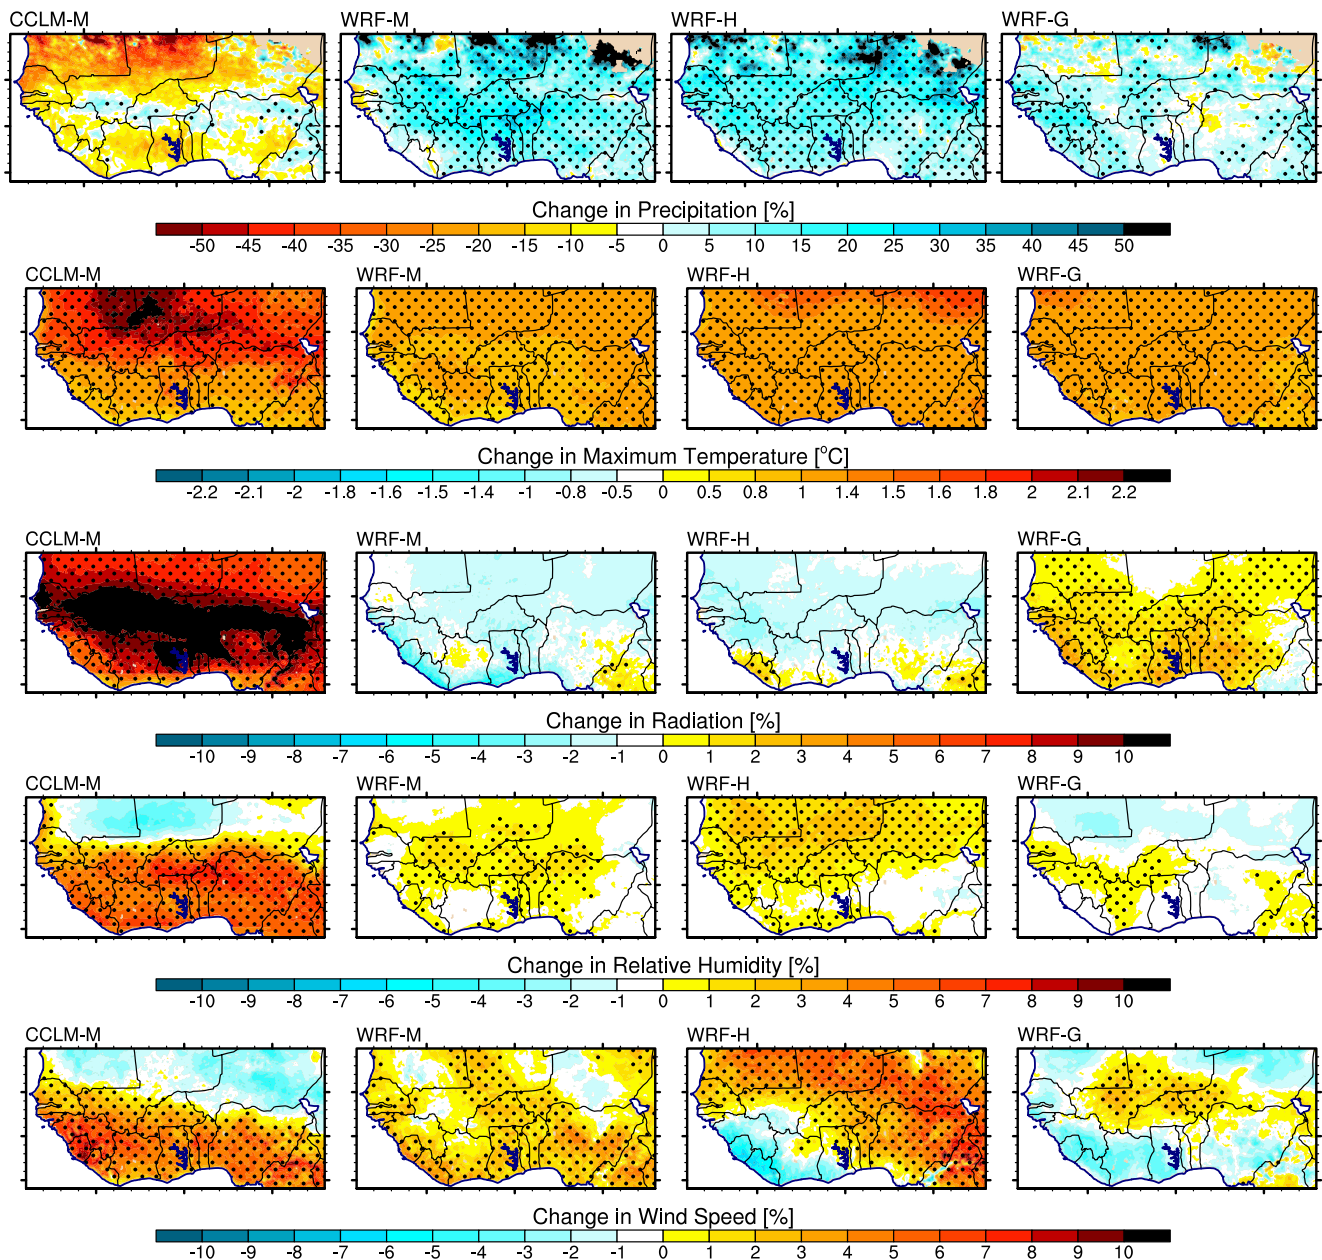 CCLM-M WRF-M WRF-H WRF-G
Change in Precipitation [%]
-50 -45 -40 -35 -30 -25 -20 -15 -10 -5 0 5 10 15 20 25 30 35 40 45 50
CCLM-M WRF-M WRF-H WRF-G
Change in Maximum Temperature [°C]
-2.2 -2.1 -2 -1.8 -1.6 -1.5 -1.4 -1 -0.8 -0.5 0 0.5 0.8 1 1.4 1.5 1.6 1.8 2 2.1 2.2
CCLM-M WRF-M WRF-H WRF-G
Change in Radiation [%]
-10 -9 -8 -7 -6 -5 -4 -3 -2 -1 0 1 2 3 4 5 6 7 8 9 10
CCLM-M WRF-M WRF-H WRF-G
Change in Relative Humidity [%]
-10 -9 -8 -7 -6 -5 -4 -3 -2 -1 0 1 2 3 4 5 6 7 8 9 10
CCLM-M WRF-M WRF-H WRF-G
Change in Wind Speed [%]
-10 -9 -8 -7 -6 -5 -4 -3 -2 -1 0 1 2 3 4 5 6 7 8 9 10